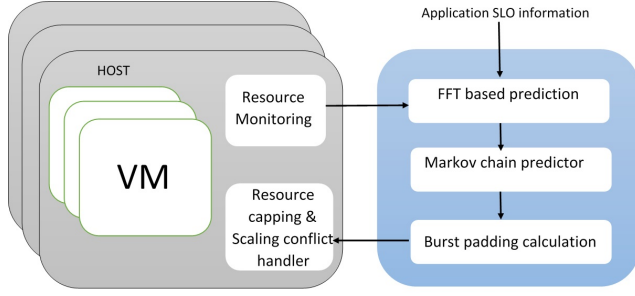 Application SLO information
HOST
VM
Resource
Monitoring
Resource
capping &
Scaling conflict
handler
FFT based prediction
Markov chain predictor
Burst padding calculation